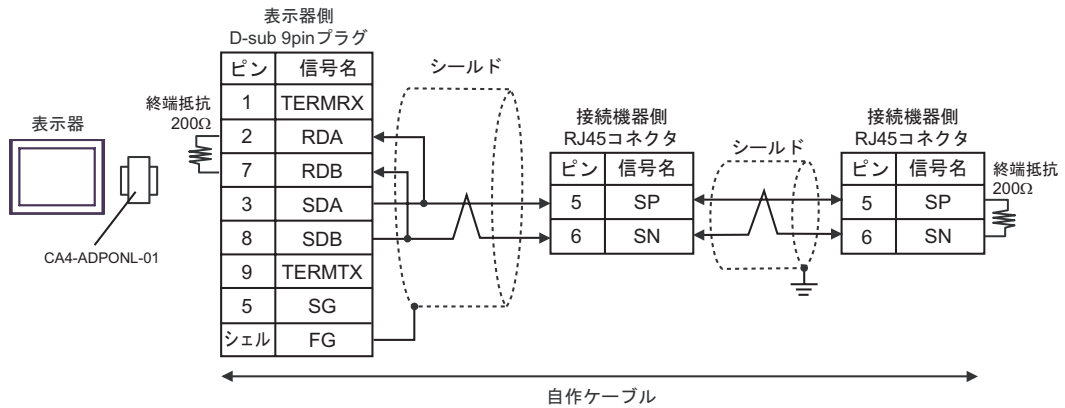 表示器側
D-sub 9pinプラグ
ピン 信号名
1 TERMRX
2 RDA
7 RDB
3 SDA
8 SDB
9 TERMTX
5 SG
シェル FG
終端抵抗
200Ω
表示器
CA4-ADPONL-01
シールド
接続機器側
RJ45コネクタ
ピン 信号名
5 SP
6 SN
シールド
接続機器側
RJ45コネクタ
ピン 信号名
5 SP
6 SN
終端抵抗
200Ω
自作ケーブル